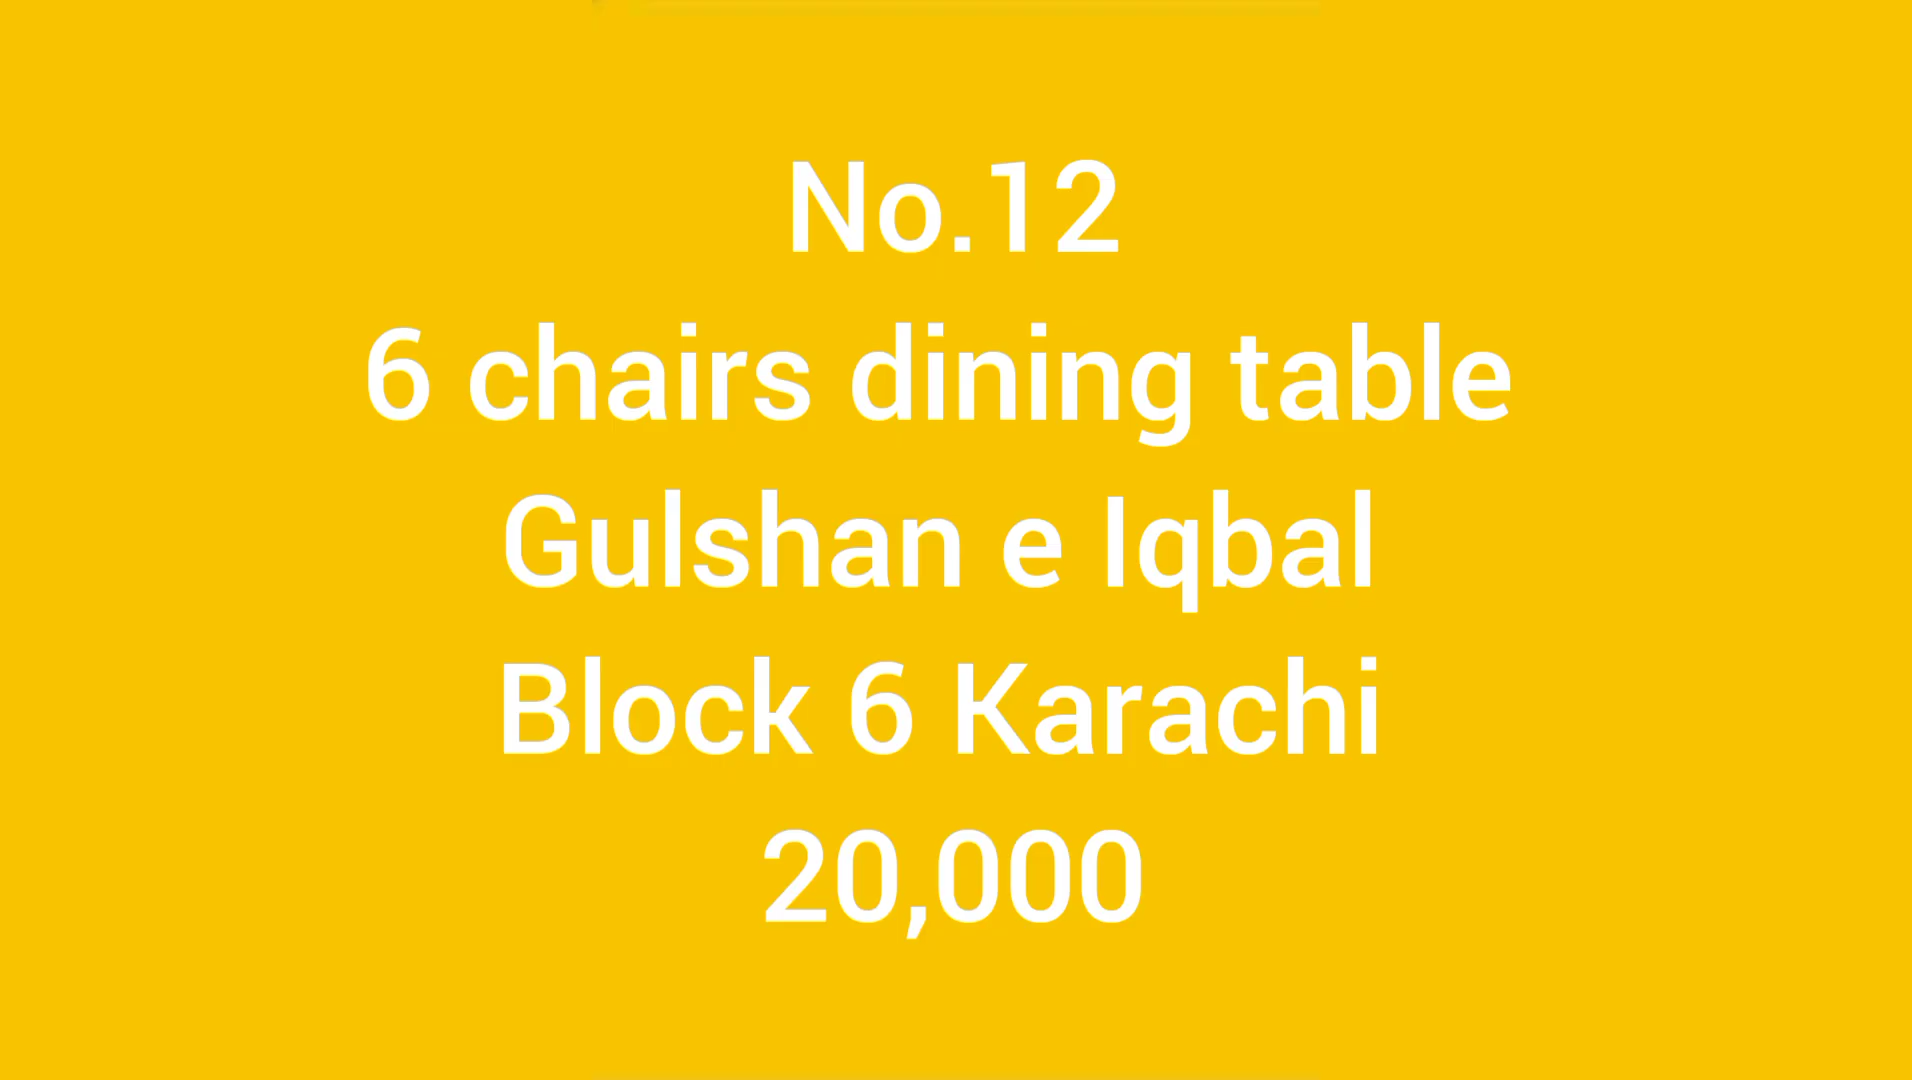 No.12
6 chairs dining table
Gulshan e Iqbal
Block 6 Karachi
20,000